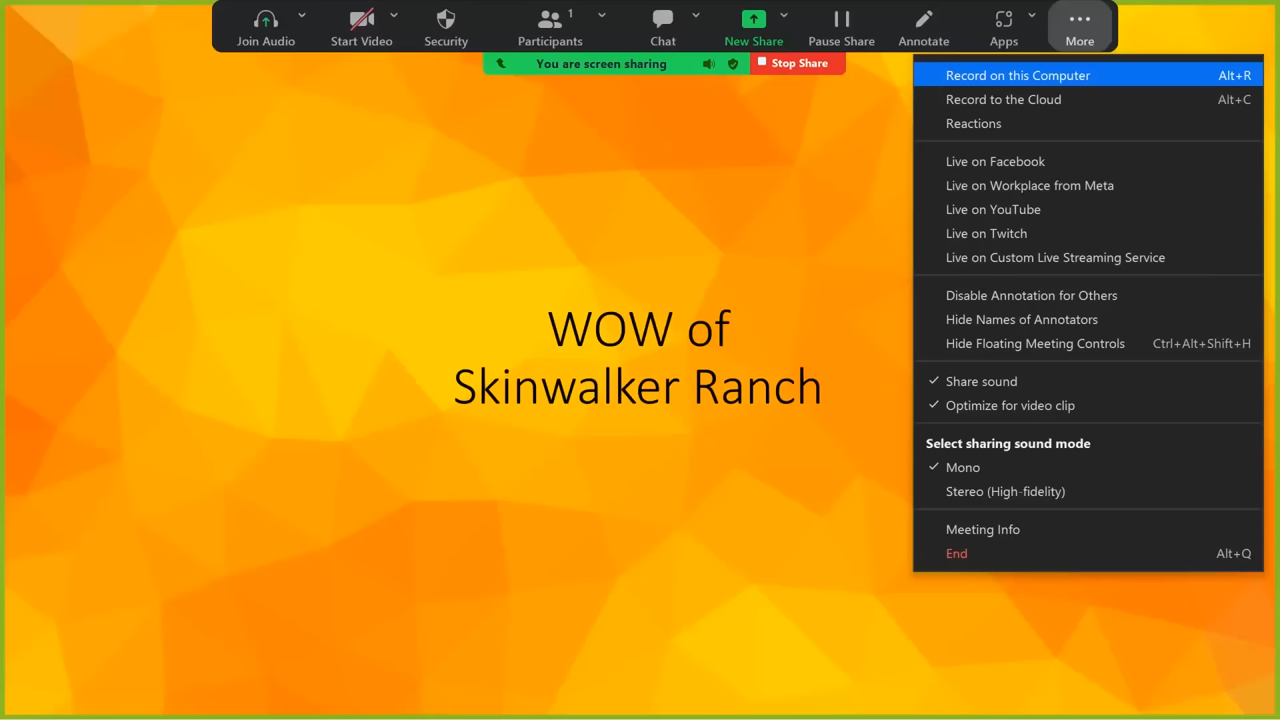 Join Audio
Start Video
Security
Participants
1
Chat
New Share
Pause Share
Annotate
Apps
More
You are screen sharing
Stop Share
Record on this Computer Alt+R
Record to the Cloud Alt+C
Reactions
Live on Facebook
Live on Workplace from Meta
Live on YouTube
Live on Twitch
Live on Custom Live Streaming Service
Disable Annotation for Others
Hide Names of Annotators
Hide Floating Meeting Controls Ctrl+Alt+Shift+H
Share sound
Optimize for video clip
Select sharing sound mode
Mono
Stereo (High-fidelity)
Meeting Info
End Alt+Q
WOW of
Skinwalker Ranch